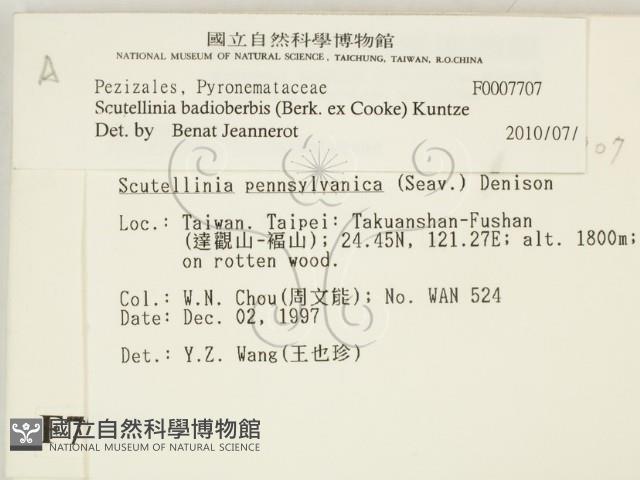 國立自然科學博物館
NATIONAL MUSEUM OF NATURAL SCIENCE, TAICHUNG, TAIWAN, R.O.CHINA
A
Pezizales, Pyronemataceae F0007707
Scutellinia badioberbis (Berk. ex Cooke) Kuntze
Det. by Benat Jeannerot 2010/07/
07
Scutellinia pennsylvanica (Seav.) Denison
Loc.: Taiwan. Taipei: Takuanshan-Fushan
(達觀山-福山); 24.45N, 121.27E; alt. 1800m;
on rotten wood.
Col.: W.N. Chou(周文能); No. WAN 524
Date: Dec. 02, 1997
Det.: Y.Z. Wang(王也珍)
F7
國立自然科學博物館
NATIONAL MUSEUM OF NATURAL SCIENCE